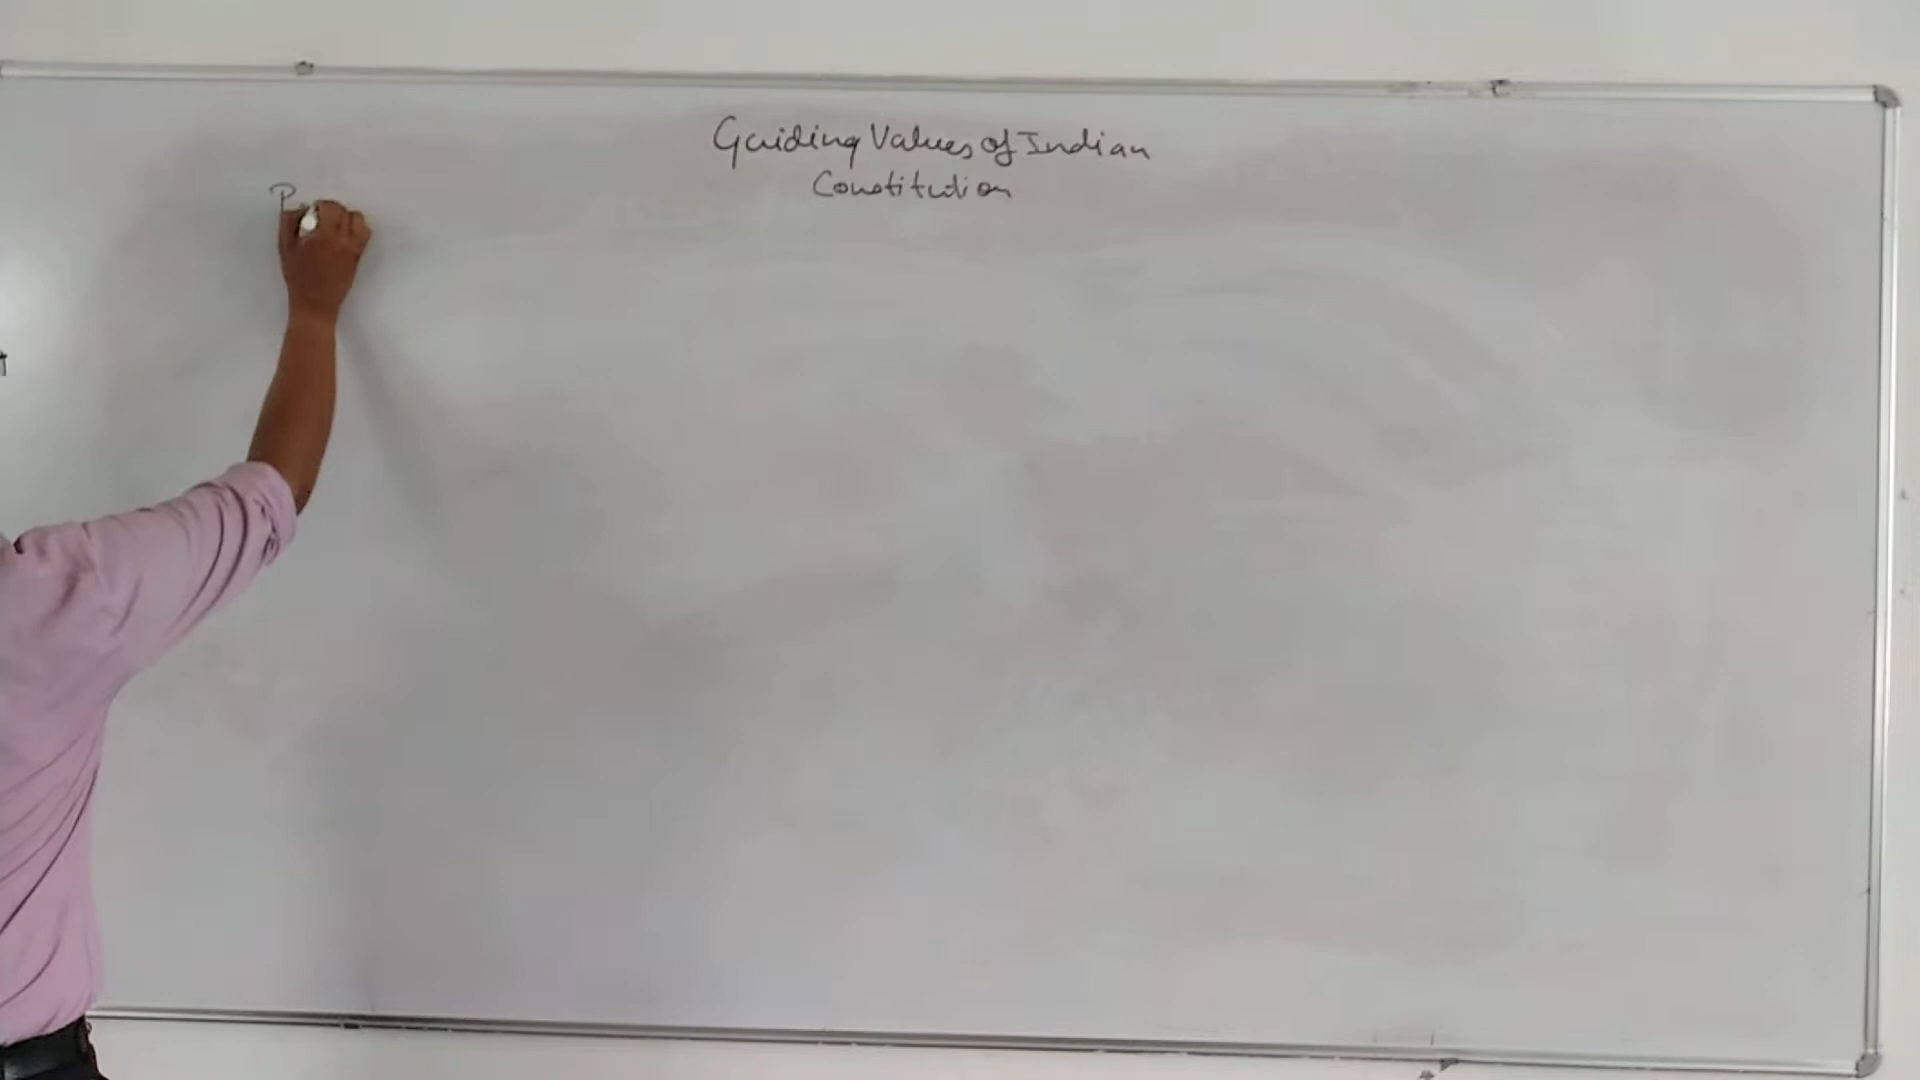 Guiding Values of Indian
Constitution
P